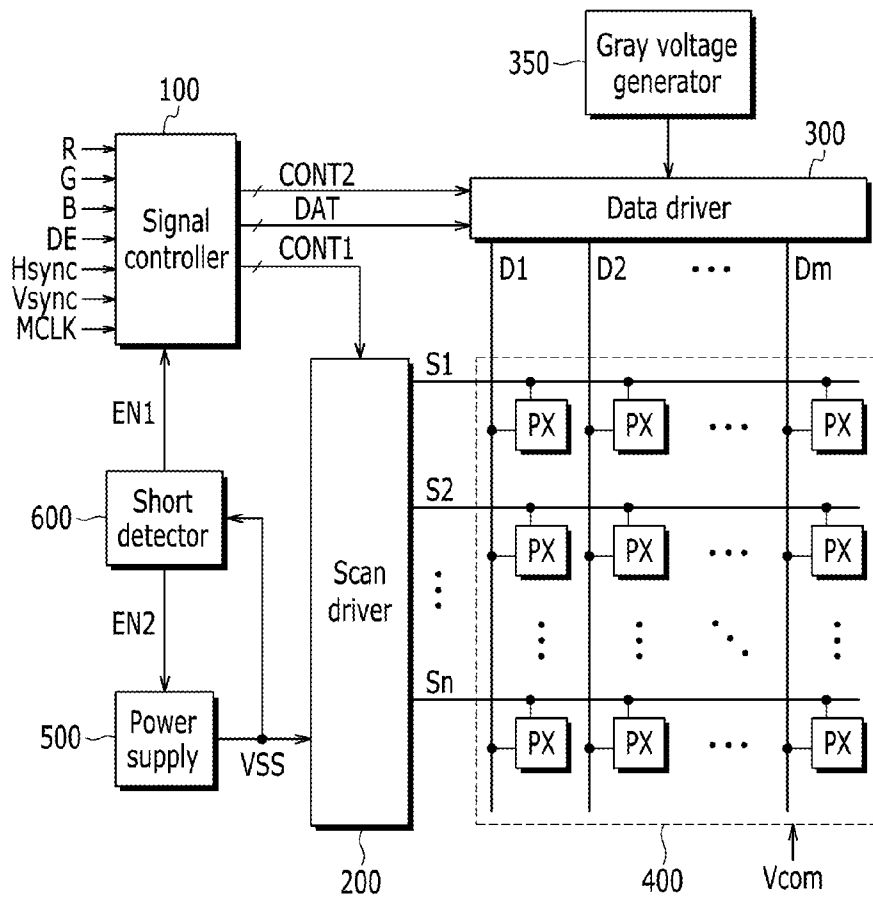 350
Gray voltage
generator
100
300
R
G
B
DE
Hsync
Vsync
MCLK
Signal
controller
CONT2
DAT
CONT1
Data driver
D1 D2 ... Dm
EN1
S1
PX PX ... PX
600
Short
detector
S2
PX PX ... PX
Scan
driver
EN2
Sn
500
Power
supply
VSS
PX PX ... PX
200
400
Vcom